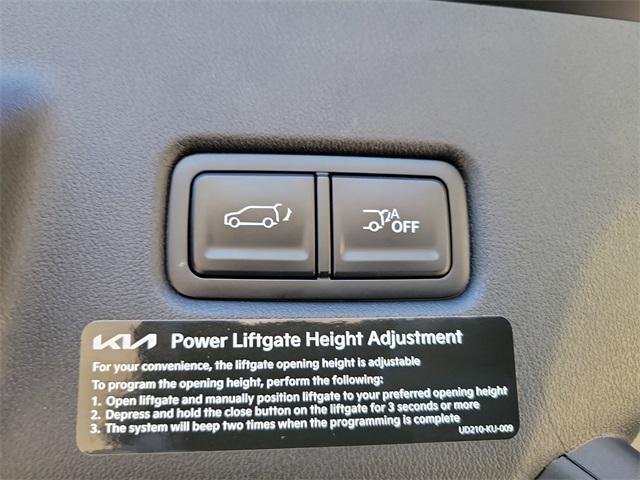 A
OFF
KIA Power Liftgate Height Adjustment
For your convenience, the liftgate opening height is adjustable
To program the opening height, perform the following:
1. Open liftgate and manually position liftgate to your preferred opening height
2. Depress and hold the close button on the liftgate for 3 seconds or more
3. The system will beep two times when the programming is complete
UD210-KU-009